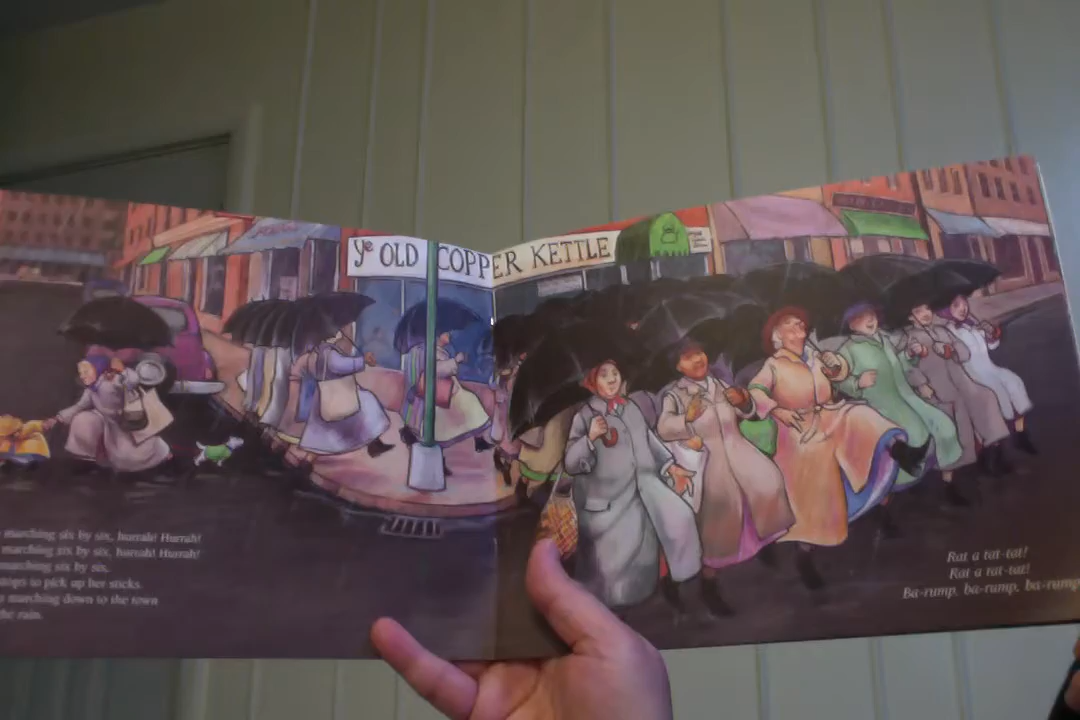 ye OLD COPPER KETTLE
marching six by six, hurrah! Hurrah!
marching six by six, hurrah! Hurrah!
marching six by six.
stops to pick up her sticks.
marching down to the town
the rain.
Rat a tat-tat!
Rat a tat-tat!
Ba-rump, ba-rump, ba-rump